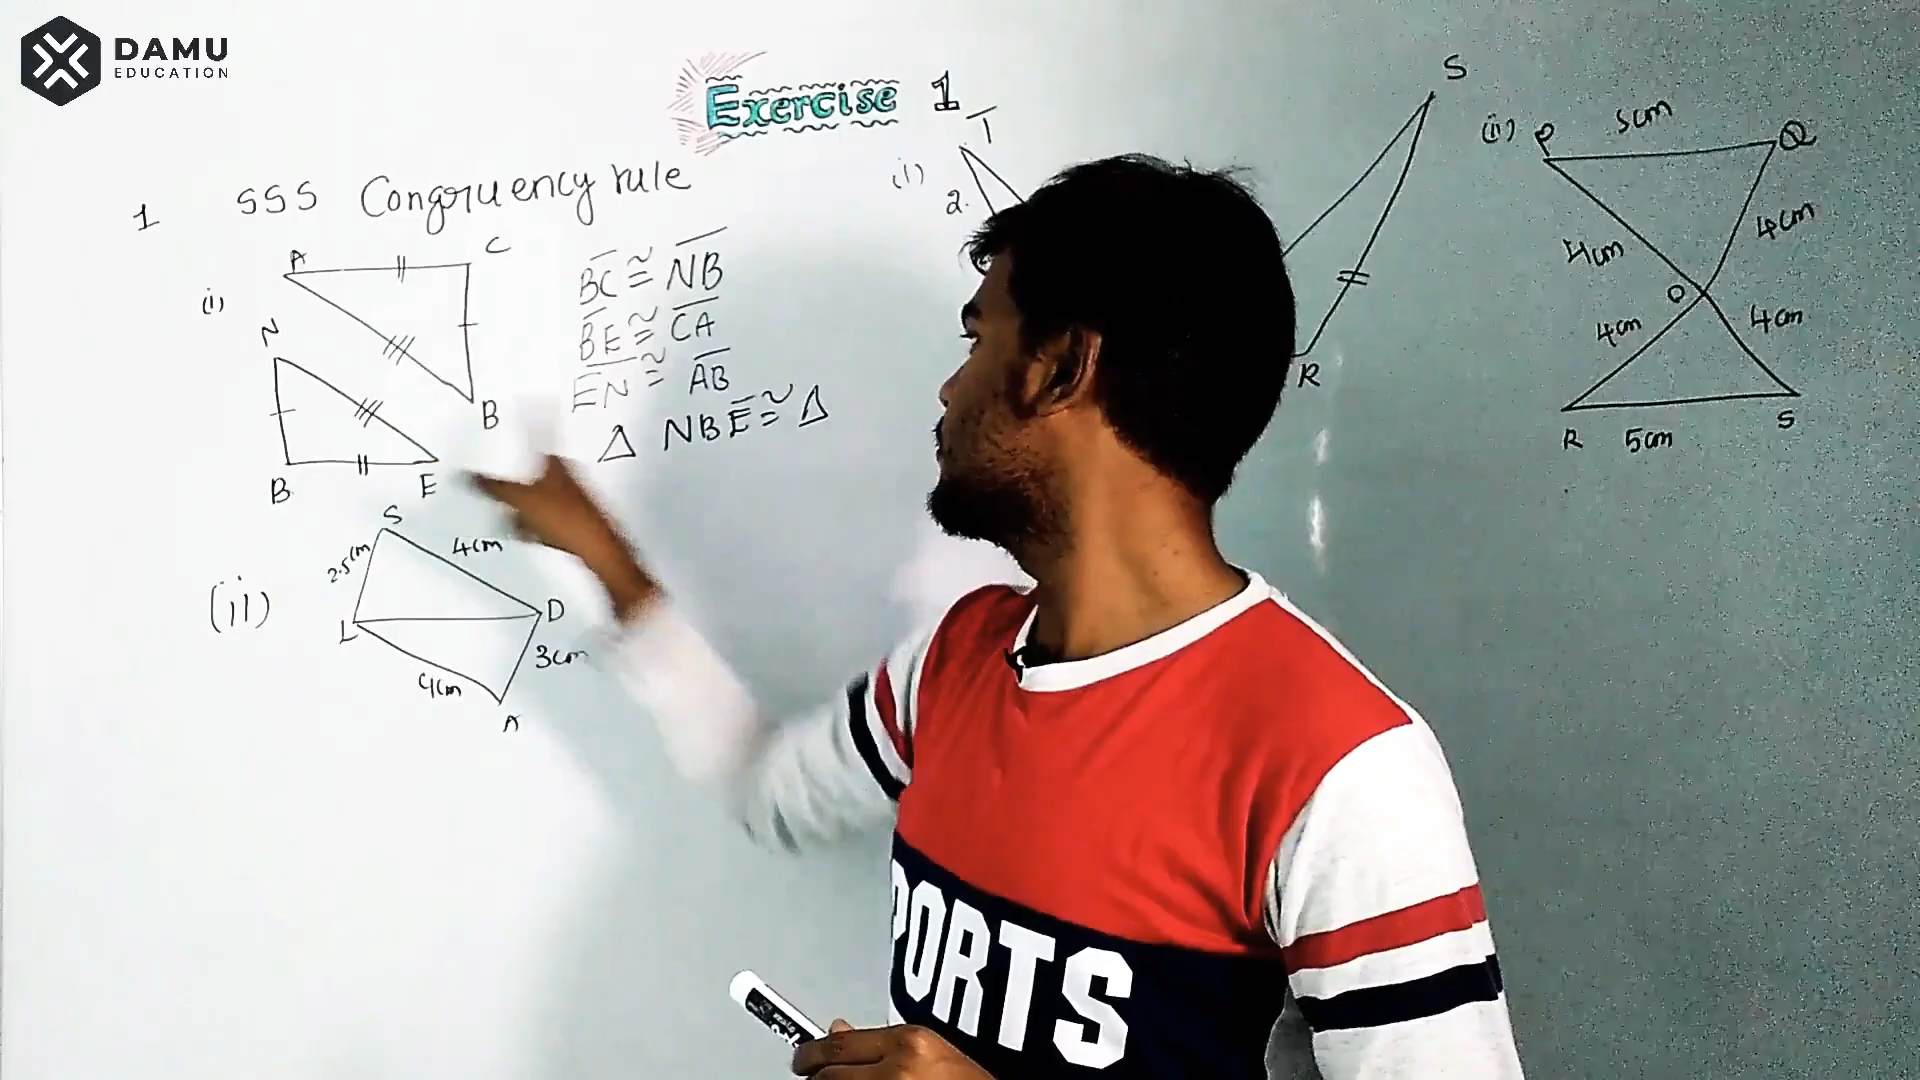 DAMU
EDUCATION
Exercise 1
1 SSS Congruency rule
(i)
A
C
B
N
B
E
BC ≅ NB
BE ≅ CA
EN ≅ AB
Δ NBE ≅ Δ
(ii)
S
2.5cm
4cm
L
D
3cm
4cm
A
(i)
T
2.
S
R
(ii) P
5cm
Q
4cm
4cm
O
4cm
4cm
R
5cm
S
PORTS